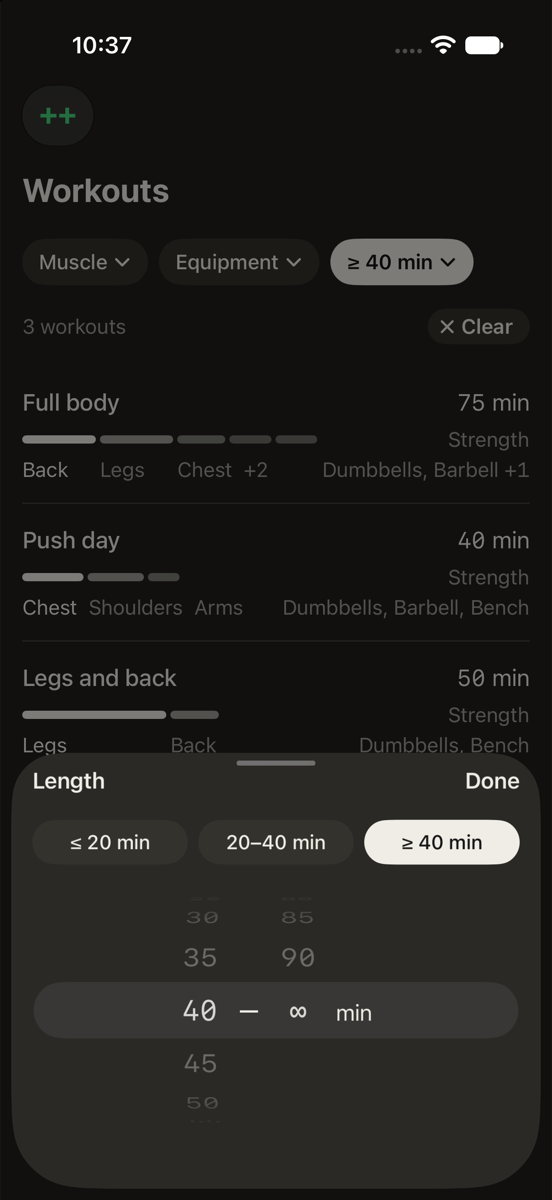 10:37
++
Workouts
Muscle
Equipment
≥ 40 min
3 workouts
Clear
Full body
75 min
Strength
Back Legs Chest +2
Dumbbells, Barbell +1
Push day
40 min
Strength
Chest Shoulders Arms
Dumbbells, Barbell, Bench
Legs and back
50 min
Strength
Legs Back
Dumbbells, Bench
Length
Done
≤ 20 min
20–40 min
≥ 40 min
30 85
35 90
40 – ∞ min
45
50